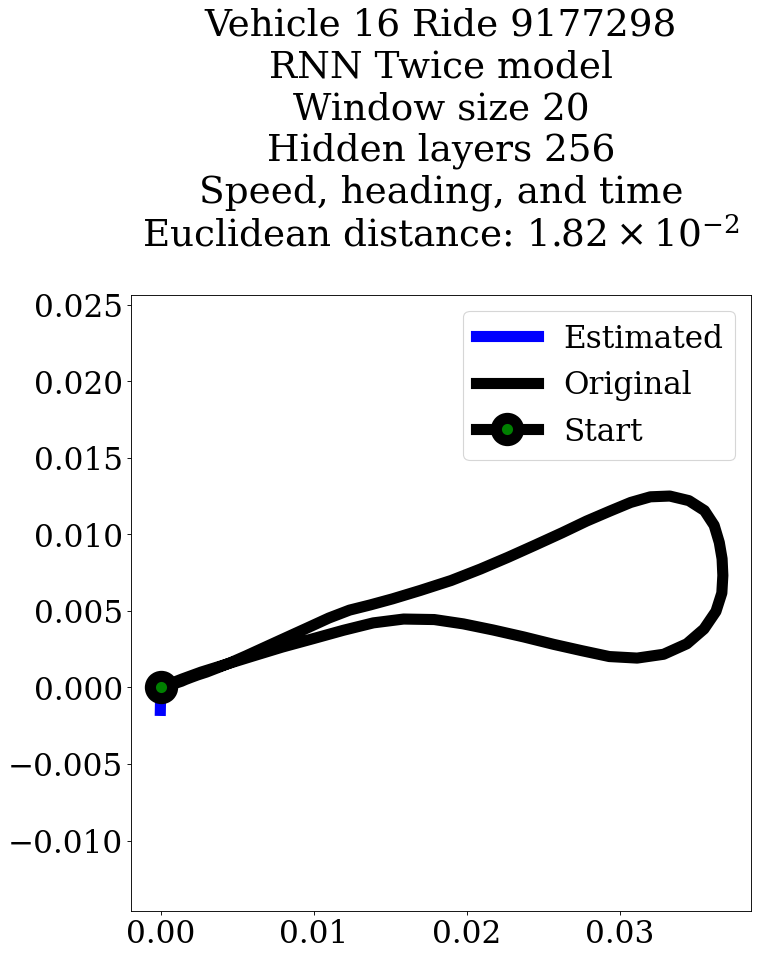 Vehicle 16 Ride 9177298
RNN Twice model
Window size 20
Hidden layers 256
Speed, heading, and time
Euclidean distance: 1.82 × 10⁻²
0.025
0.020
0.015
0.010
0.005
0.000
−0.005
−0.010
Estimated
Original
Start
0.00 0.01 0.02 0.03